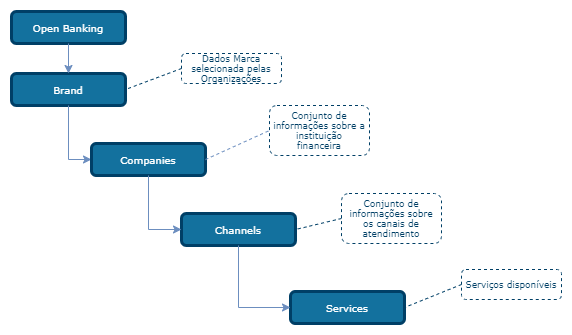 Open Banking
Dados Marca
selecionada pelas
Organizações
Brand
Conjunto de
informações sobre a
instituição
financeira
Companies
Conjunto de
informações sobre
os canais de
atendimento
Channels
Serviços disponíveis
Services